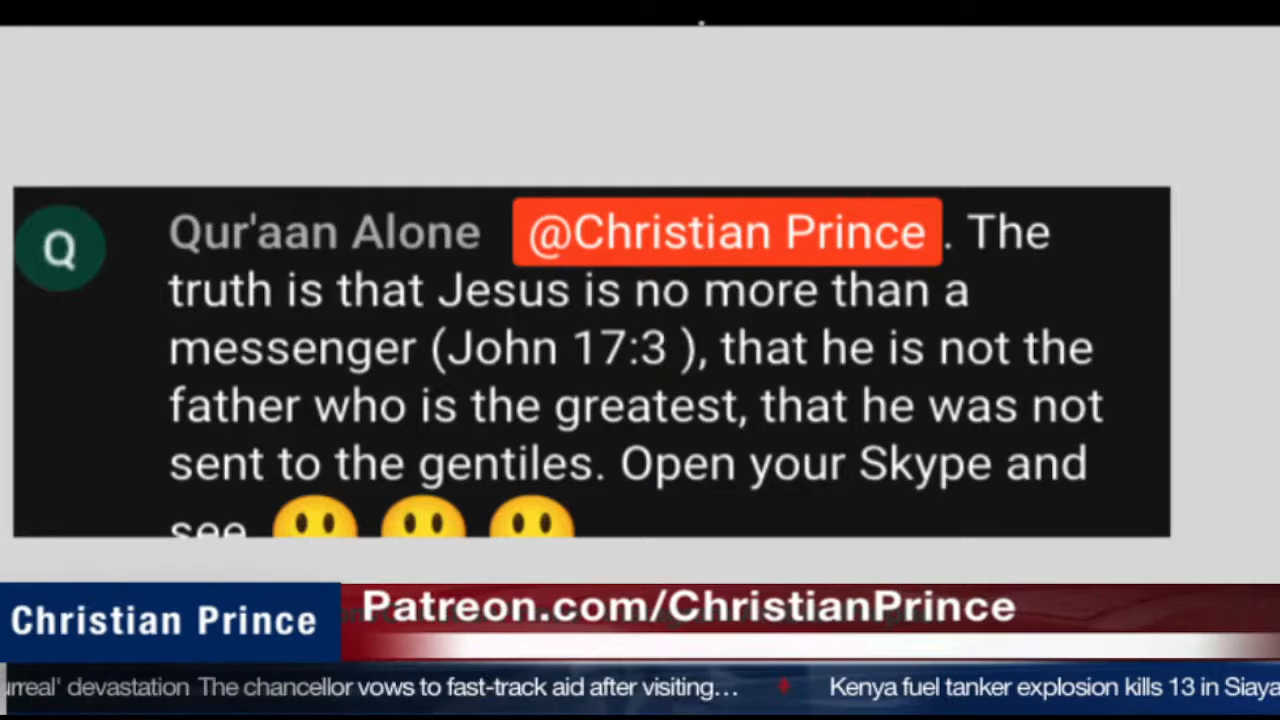 Qur'aan Alone @Christian Prince. The
truth is that Jesus is no more than a
messenger (John 17:3 ), that he is not the
father who is the greatest, that he was not
sent to the gentiles. Open your Skype and
see
Christian Prince
Patreon.com/ChristianPrince
devastation The chancellor vows to fast-track aid after visiting… Kenya fuel tanker explosion kills 13 in Siaya